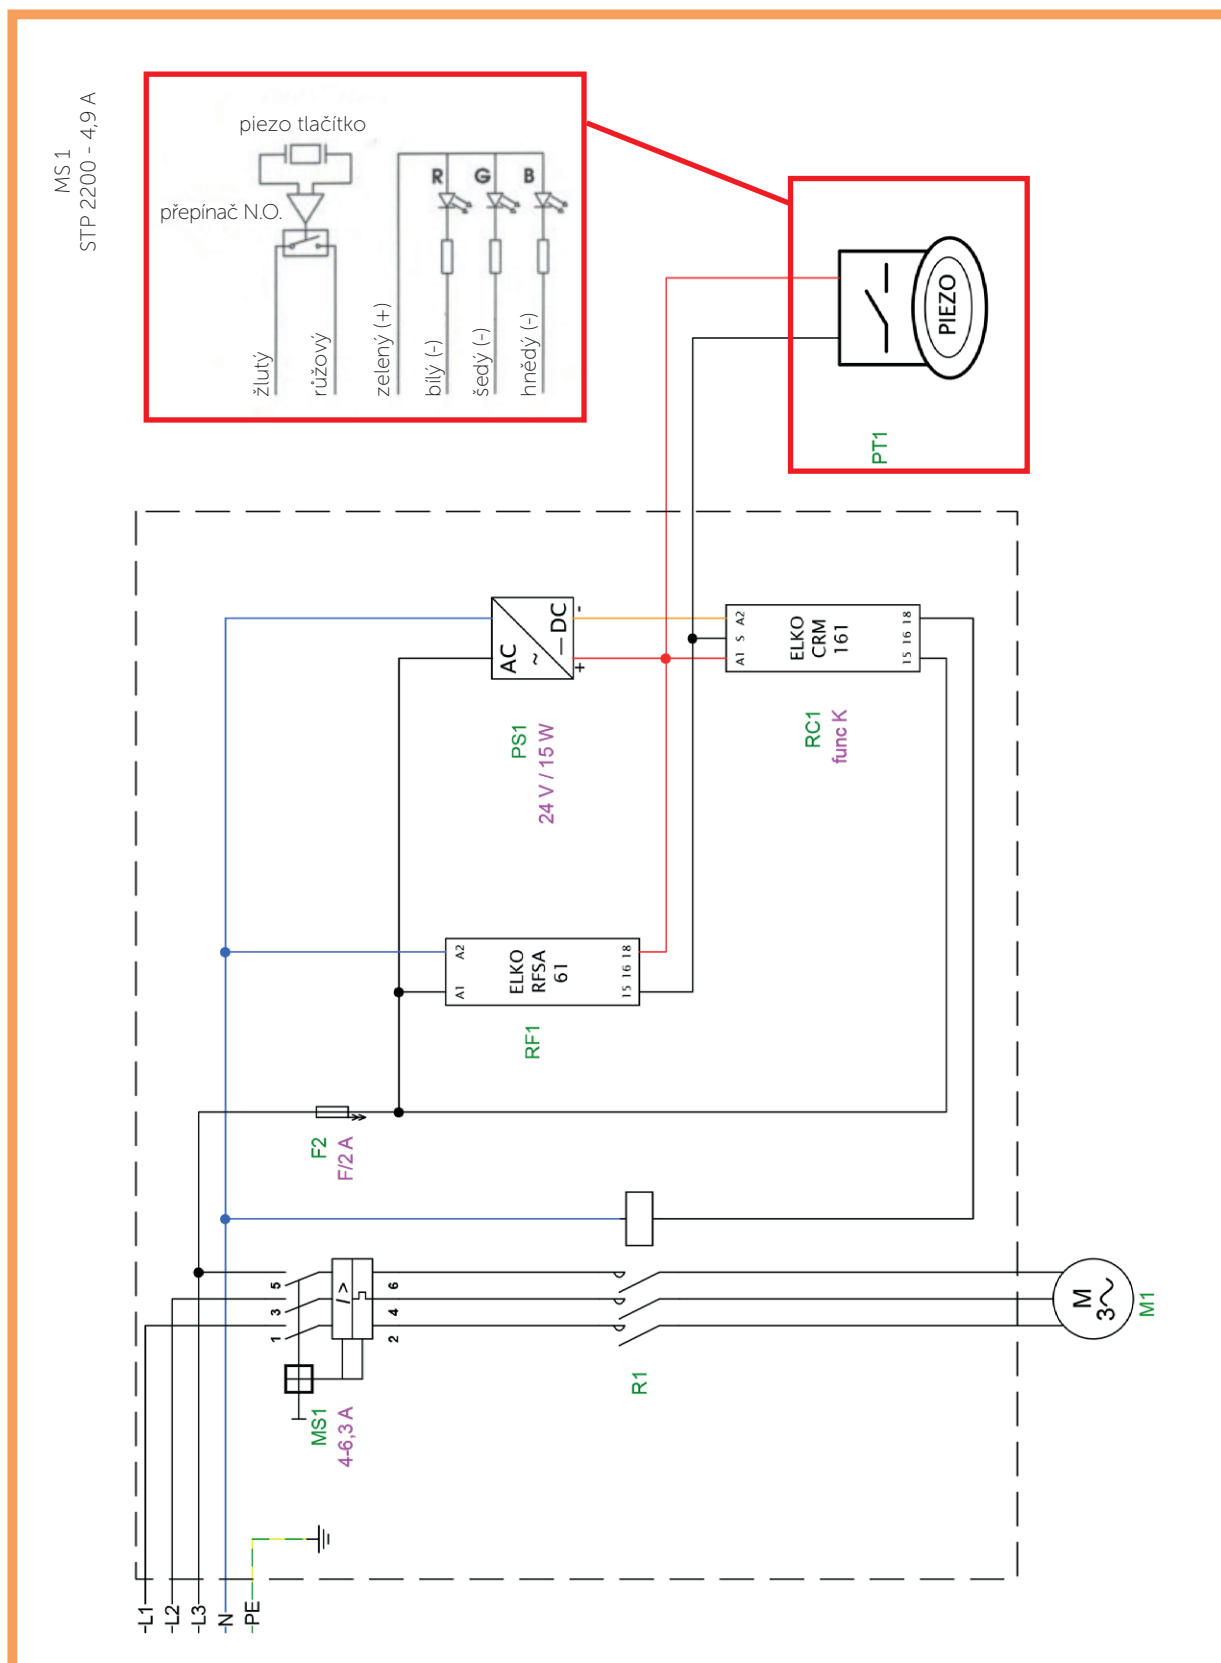 MS 1
STP 2200 - 4,9 A
piezo tlačítko
přepínač N.O.
R
G
B
žlutý
růžový
zelený (+)
bílý (-)
šedý (-)
hnědý (-)
PIEZO
PT1
AC
~
DC
+
-
PS1
24 V / 15 W
A1 S A2
ELKO
CRM
161
15 16 18
RC1
func K
A1 A2
ELKO
RFSA
61
15 16 18
RF1
F2
F/2 A
1 3 5
I >
2 4 6
MS1
4-6,3 A
R1
M
3~
M1
-L1
-L2
-L3
-N
-PE